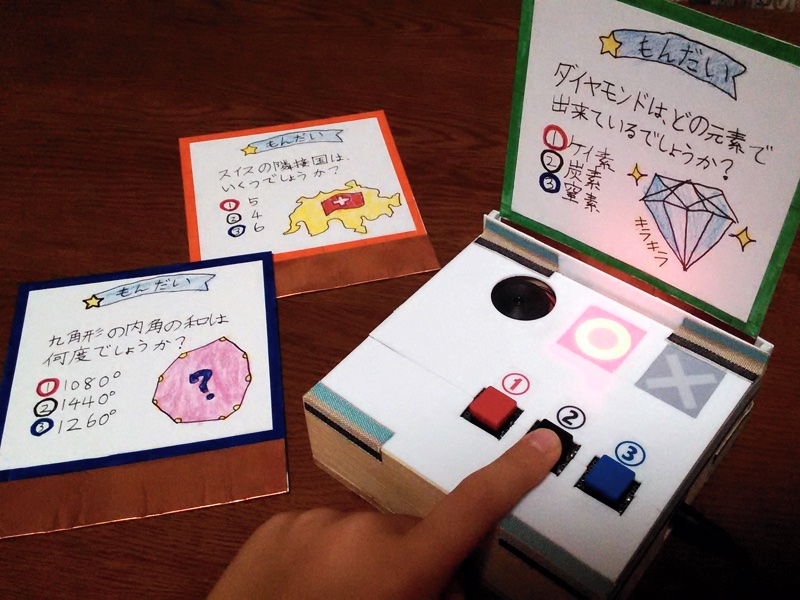 もんだい
ダイヤモンドは、どの元素で
出来ているでしょうか?
① ケイ素
② 炭素
③ 窒素
キラキラ
もんだい
スイスの隣接国は、
いくつでしょうか?
① 5
② 4
③ 6
もんだい
九角形の内角の和は
何度でしょうか?
① 1080°
② 1440°
③ 1260°
?
①
②
③